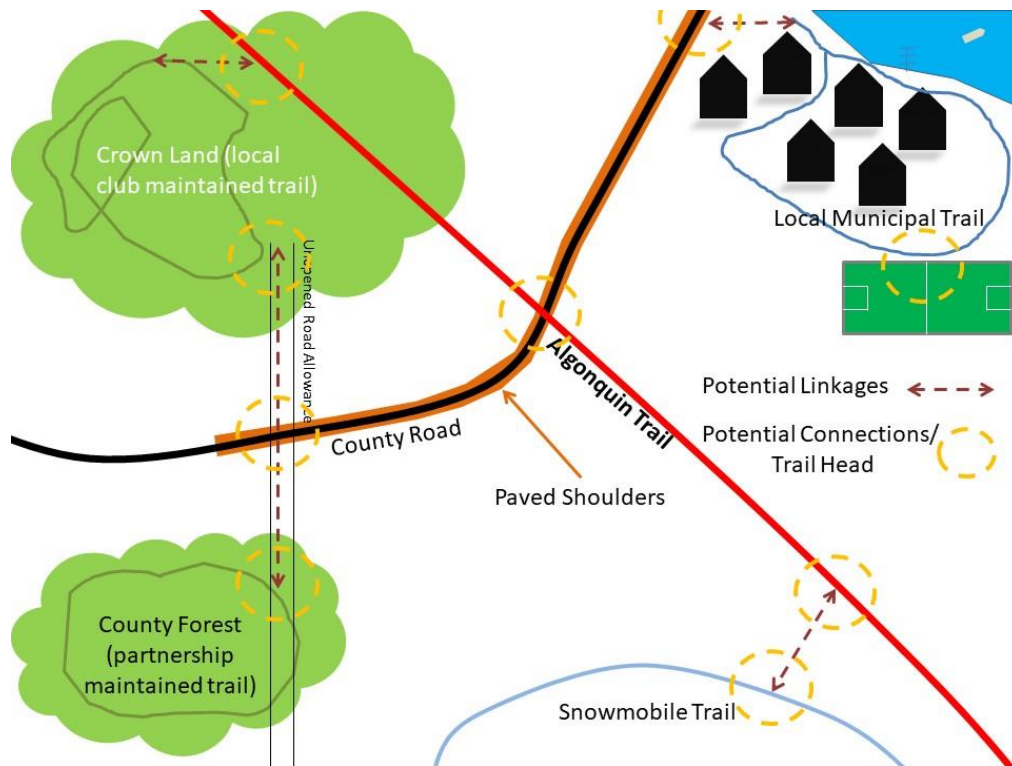 Crown Land (local
club maintained trail)
Local Municipal Trail
Unopened Road Allowance
Algonquin Trail
Potential Linkages
County Road
Potential Connections/
Trail Head
Paved Shoulders
County Forest
(partnership
maintained trail)
Snowmobile Trail